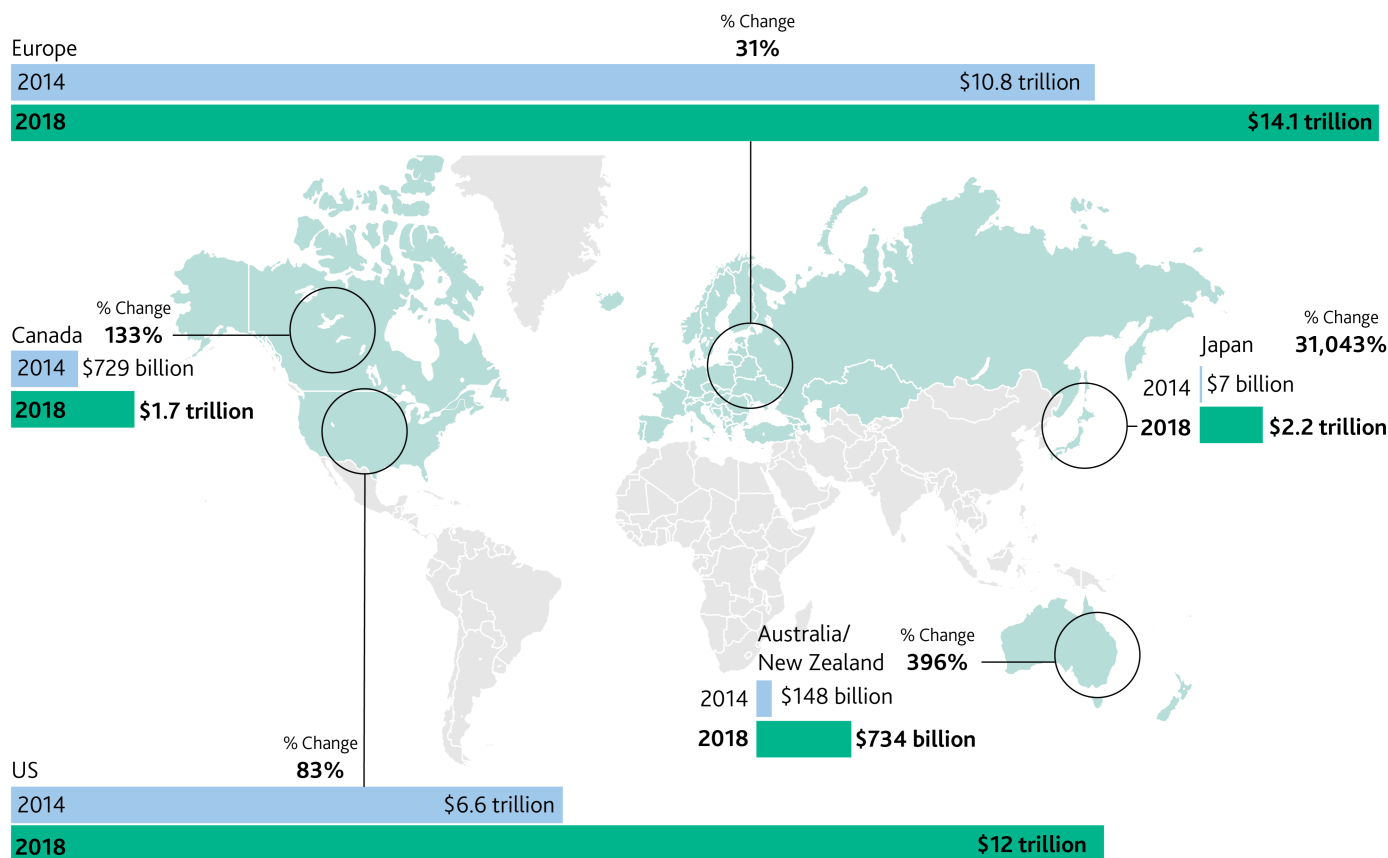 % Change
31%
Europe
2014 $10.8 trillion
2018 $14.1 trillion
% Change
Canada 133%
2014 $729 billion
2018 $1.7 trillion
% Change
Japan 31,043%
2014 $7 billion
2018 $2.2 trillion
Australia/ % Change
New Zealand 396%
2014 $148 billion
2018 $734 billion
% Change
83%
US
2014 $6.6 trillion
2018 $12 trillion